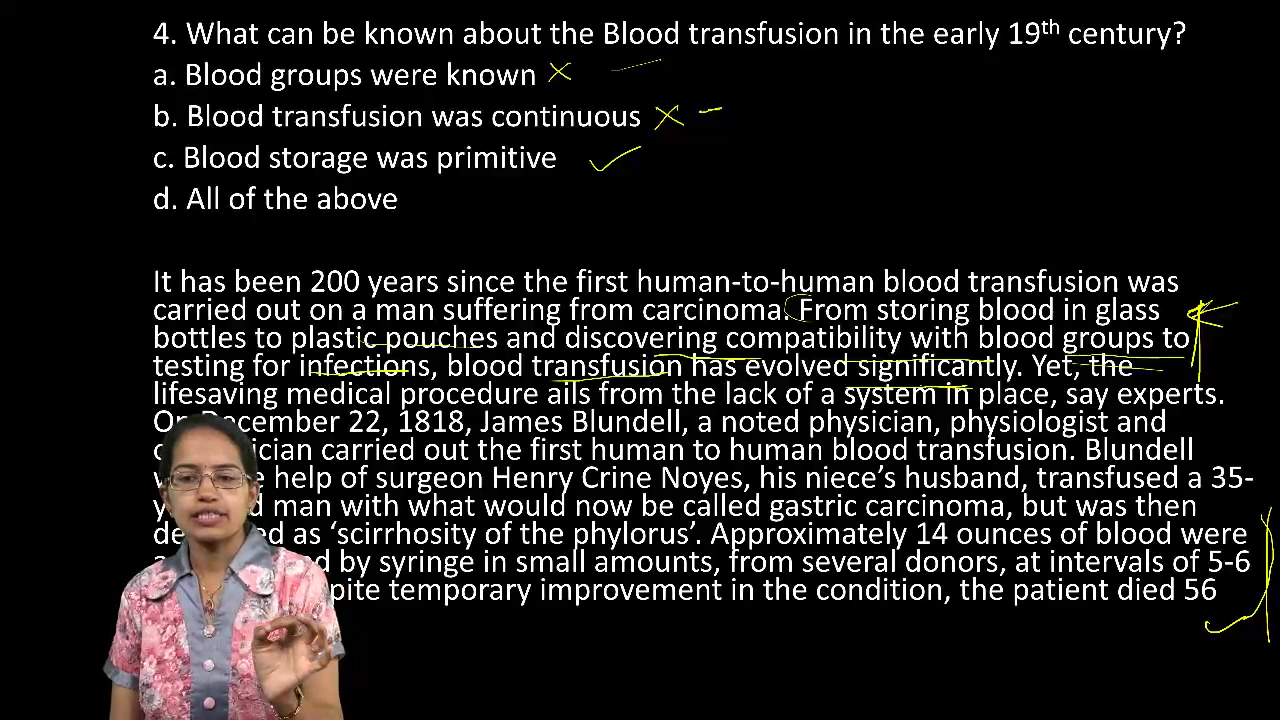 4. What can be known about the Blood transfusion in the early 19th century?
a. Blood groups were known
b. Blood transfusion was continuous
c. Blood storage was primitive
d. All of the above
It has been 200 years since the first human-to-human blood transfusion was
carried out on a man suffering from carcinoma. From storing blood in glass
bottles to plastic pouches and discovering compatibility with blood groups to
testing for infections, blood transfusion has evolved significantly. Yet, the
lifesaving medical procedure ails from the lack of a system in place, say experts.
On December 22, 1818, James Blundell, a noted physician, physiologist and
carried out the first human to human blood transfusion. Blundell
help of surgeon Henry Crine Noyes, his niece's husband, transfused a 35-
man with what would now be called gastric carcinoma, but was then
as 'scirrhosity of the phylorus'. Approximately 14 ounces of blood were
by syringe in small amounts, from several donors, at intervals of 5-6
temporary improvement in the condition, the patient died 56